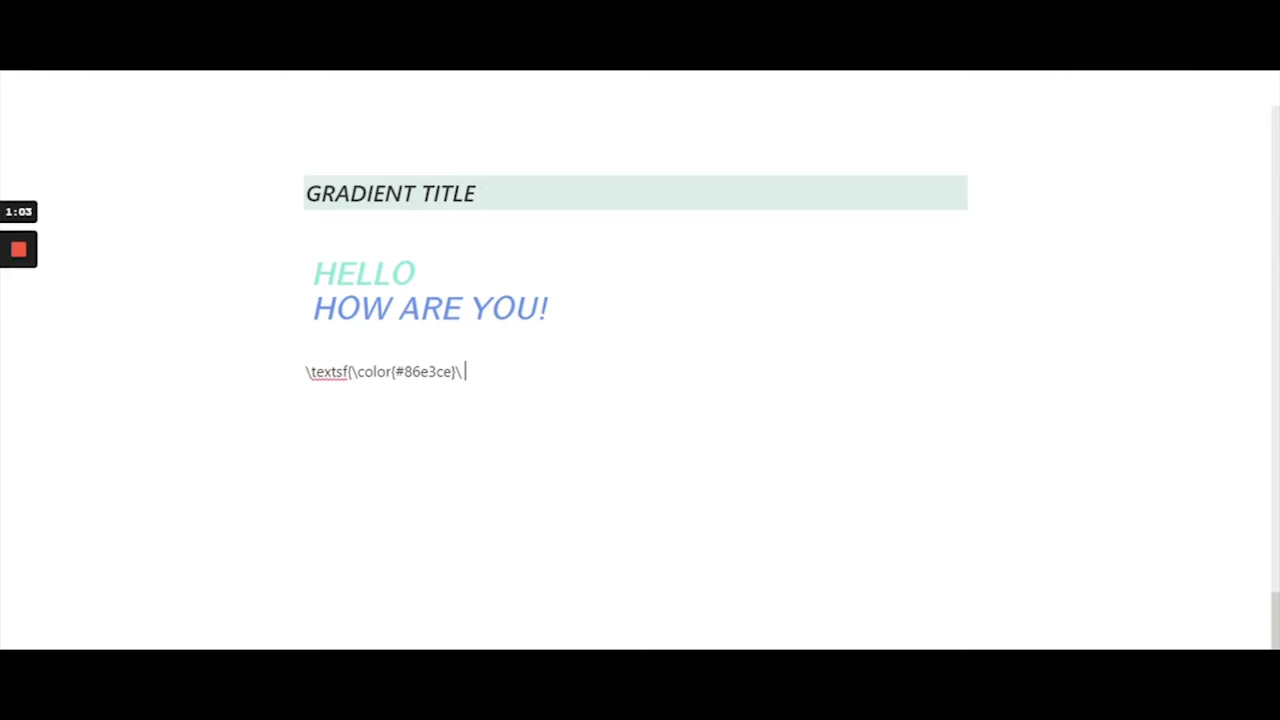 GRADIENT TITLE
1:03
HELLO
HOW ARE YOU!
\textsf{\color{#86e3ce}\